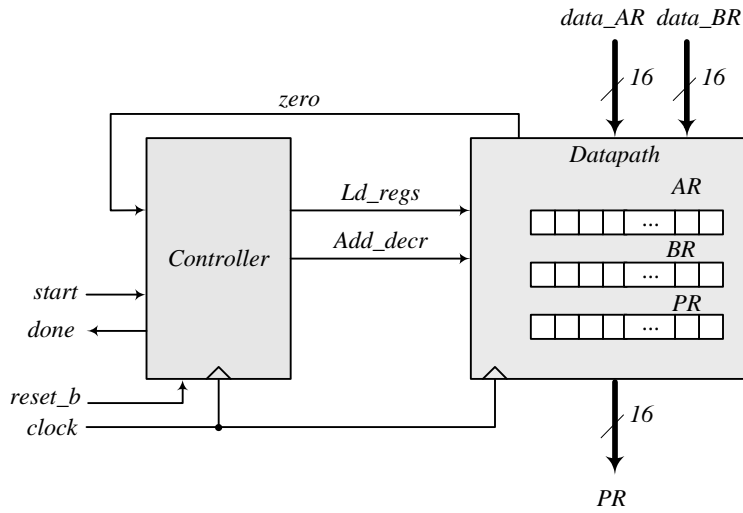 data_AR data_BR
16 16
zero
Datapath
AR
Ld_regs
Add_decr
Controller
...
BR
...
start
PR
done
...
reset_b
clock
16
PR